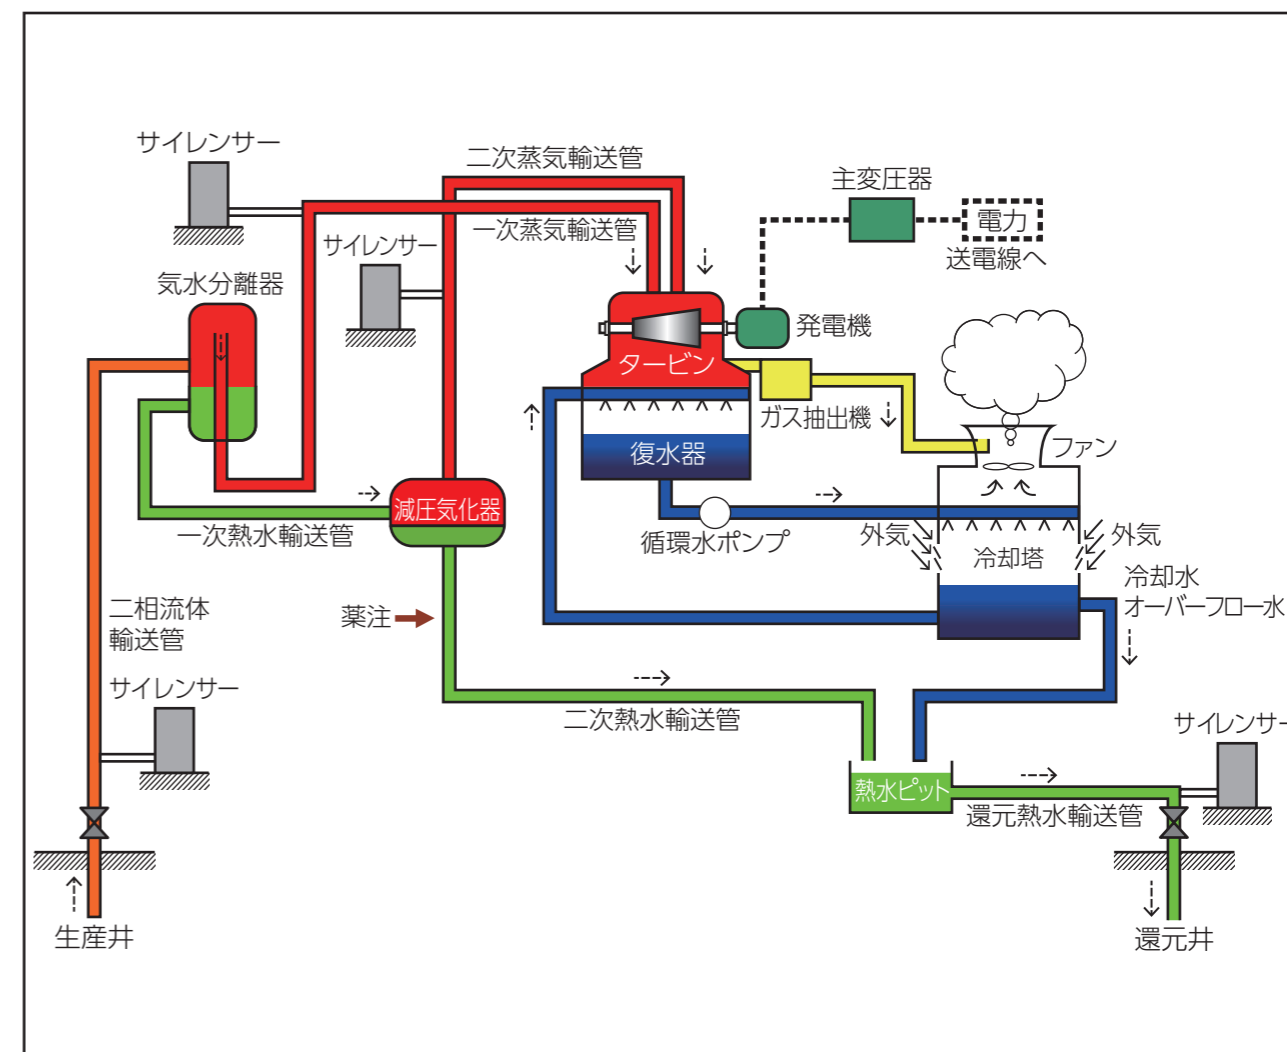 サイレンサー
二次蒸気輸送管
主変圧器
電力
送電線へ
一次蒸気輸送管
サイレンサー
気水分離器
発電機
タービン
ガス抽出機
ファン
復水器
減圧気化器
循環水ポンプ
一次熱水輸送管
外気
冷却塔
外気
冷却水
オーバーフロー水
二相流体
輸送管
薬注
サイレンサー
二次熱水輸送管
サイレンサー
熱水ピット
還元熱水輸送管
生産井
還元井